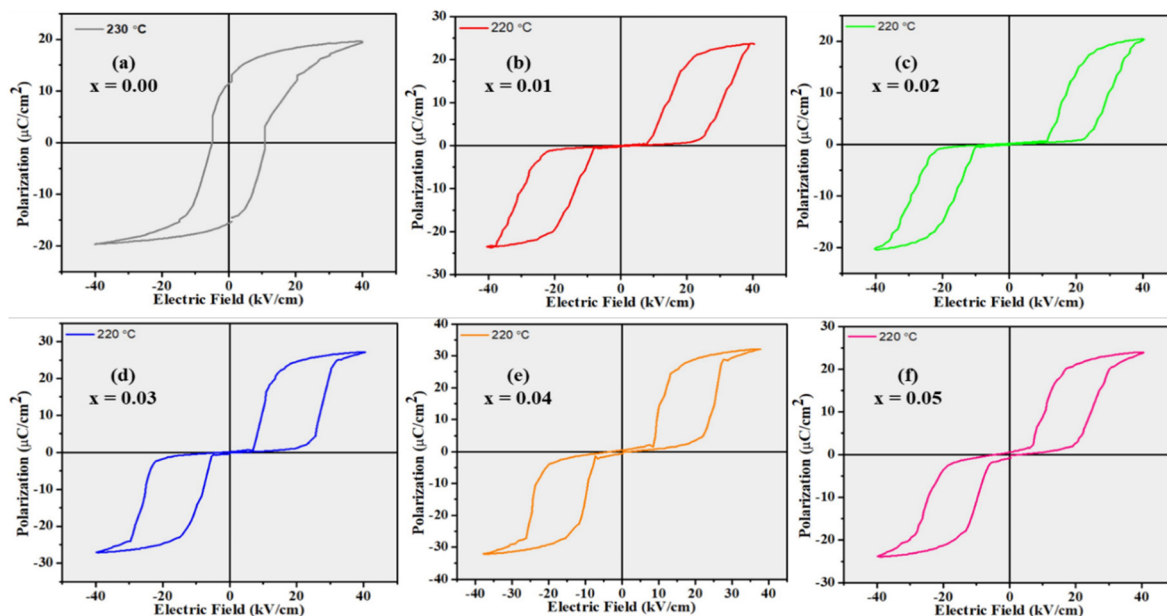 230 °C
(a)
x = 0.00
20
10
0
-10
-20
-40
-20
0
20
40
Polarization (µC/cm²)
Electric Field (kV/cm)
220 °C
(b)
x = 0.01
30
20
10
0
-10
-20
-30
-40
-20
0
20
40
Polarization (µC/cm²)
Electric Field (kV/cm)
220 °C
(c)
x = 0.02
20
10
0
-10
-20
-40
-20
0
20
40
Polarization (µC/cm²)
Electric Field (kV/cm)
220 °C
(d)
x = 0.03
30
20
10
0
-10
-20
-30
-40
-20
0
20
40
Polarization (µC/cm²)
Electric Field (kV/cm)
220 °C
(e)
x = 0.04
40
30
20
10
0
-10
-20
-30
-40
-40
-30
-20
-10
0
10
20
30
40
Polarization (µC/cm²)
Electric Field (kV/cm)
220 °C
(f)
x = 0.05
30
20
10
0
-10
-20
-30
-40
-20
0
20
40
Polarization (µC/cm²)
Electric Field (kV/cm)